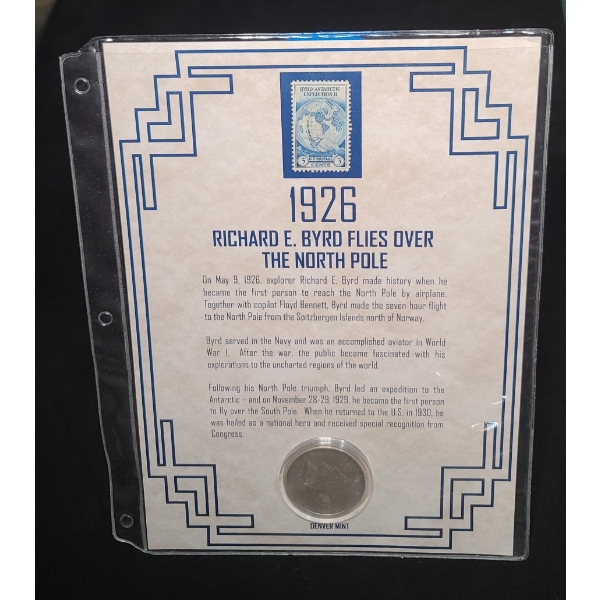 BYRD ANTARCTIC
EXPEDITION II
3 U.S. POSTAGE 3
CENTS
1926
RICHARD E. BYRD FLIES OVER
THE NORTH POLE
On May 9, 1926, explorer Richard E. Byrd made history when he
became the first person to reach the North Pole by airplane.
Together with copilot Floyd Bennett, Byrd made the seven-hour flight
to the North Pole from the Spitzbergen Islands north of Norway.
Byrd served in the Navy and was an accomplished aviator in World
War I. After the war, the public became fascinated with his
explorations to the uncharted regions of the world.
Following his North Pole triumph, Byrd led an expedition to the
Antarctic – and on November 28-29, 1929, he became the first person
to fly over the South Pole. When he returned to the U.S. in 1930, he
was hailed as a national hero and received special recognition from
Congress.
DENVER MINT